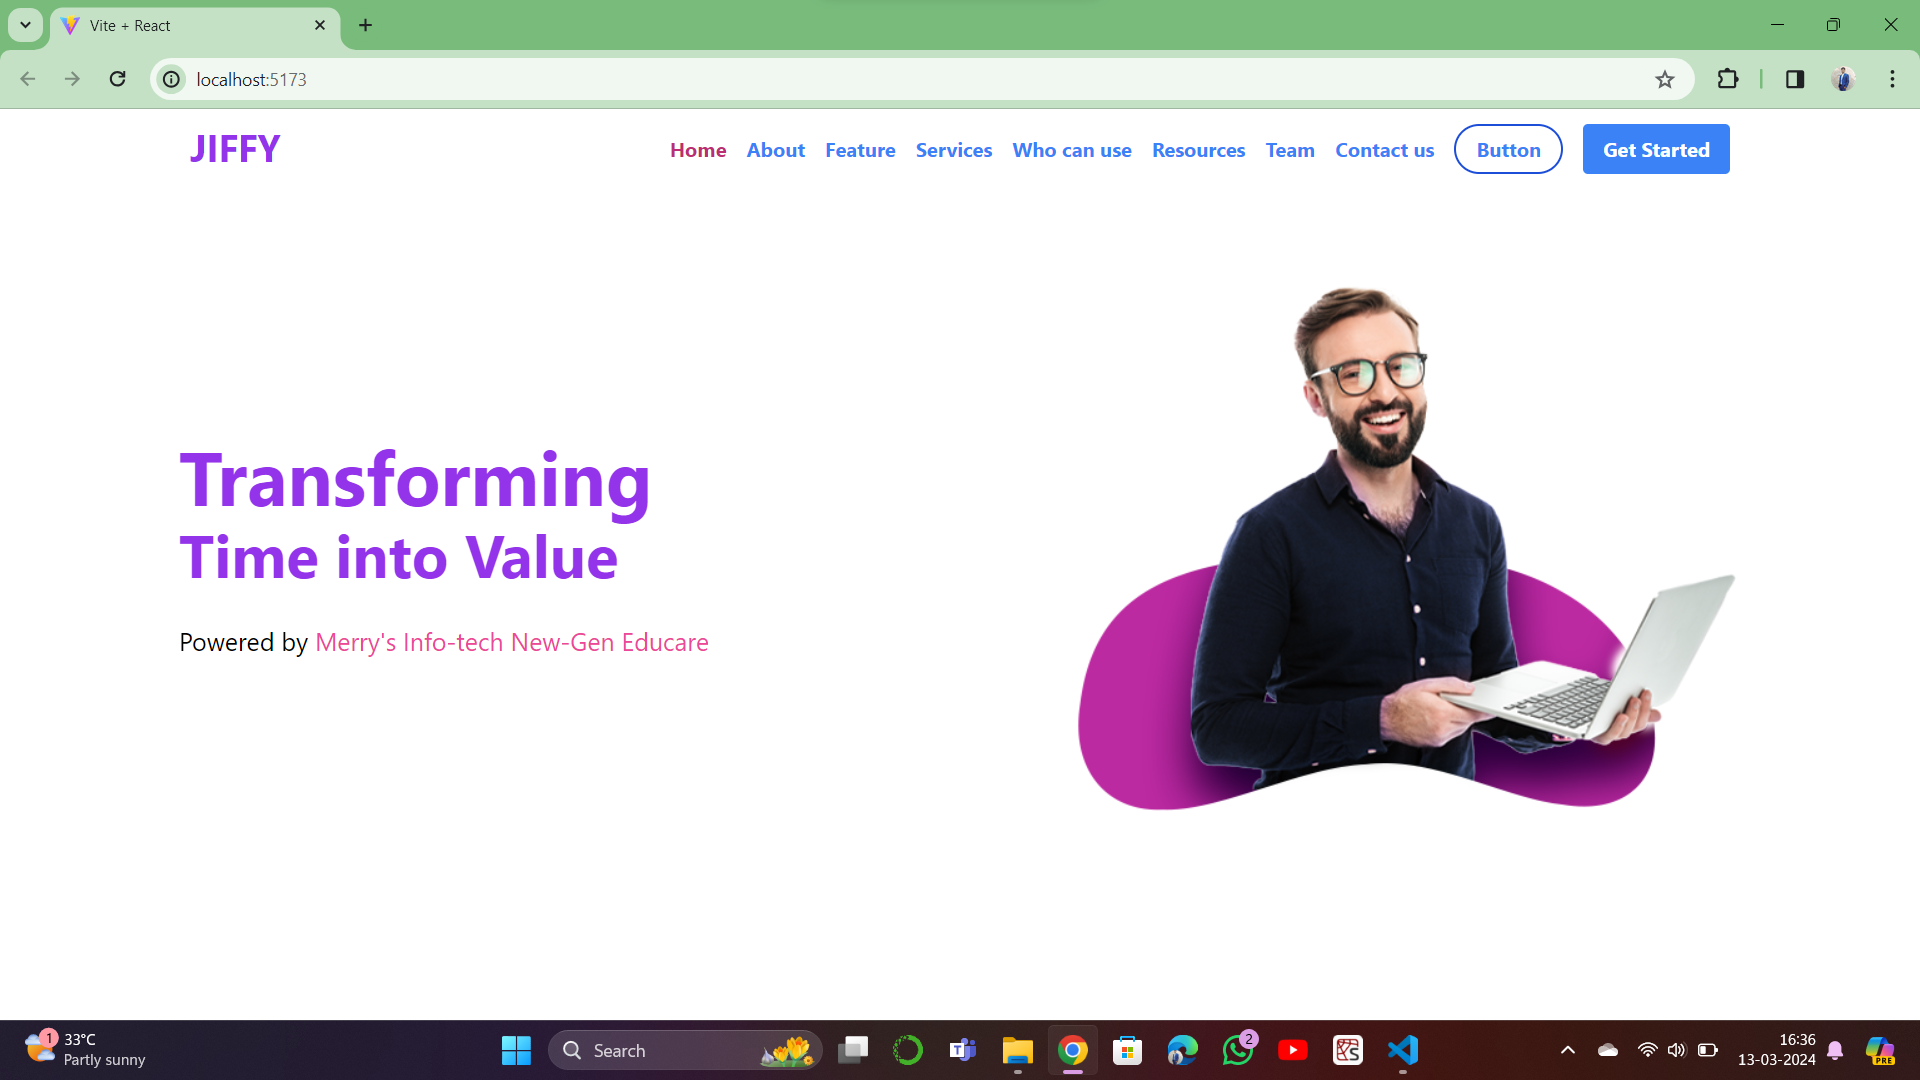 Vite + React
localhost:5173
JIFFY
Home About Feature Services Who can use Resources Team Contact us Button Get Started
Transforming
Time into Value
Powered by Merry's Info-tech New-Gen Educare
1
33°C
Partly sunny
Search
T
2
S
PRE
16:36
13-03-2024